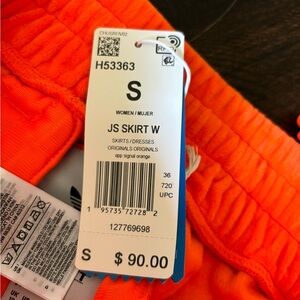 H53363
S
WOMEN / MUJER
JS SKIRT W
SKIRTS/DRESSES
ORIGINALS ORIGINALS
app signal orange
36
720
UPC
1 95735 72728 2
127769698
S $ 90.00